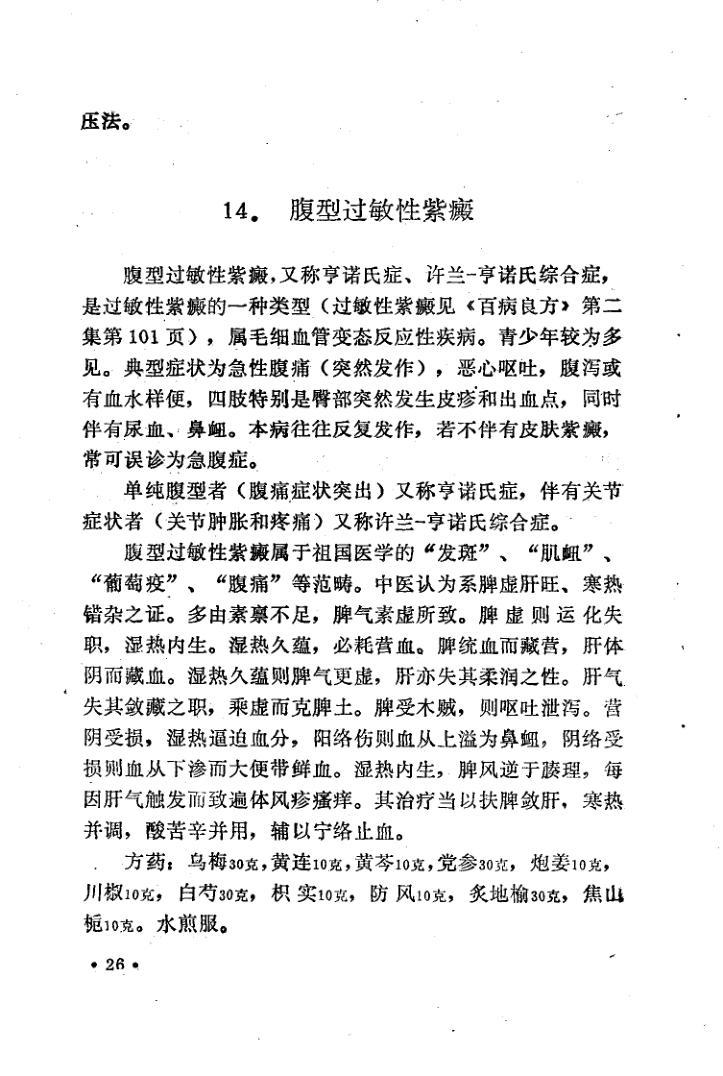 压法。
14. 腹型过敏性紫癜
腹型过敏性紫癜，又称亨诺氏症、许兰-亨诺氏综合症，
是过敏性紫癜的一种类型（过敏性紫癜见《百病良方》第二
集第101页），属毛细血管变态反应性疾病。青少年较为多
见。典型症状为急性腹痛（突然发作），恶心呕吐，腹泻或
有血水样便，四肢特别是臀部突然发生皮疹和出血点，同时
伴有尿血、鼻衄。本病往往反复发作，若不伴有皮肤紫癜，
常可误诊为急腹症。
单纯腹型者（腹痛症状突出）又称亨诺氏症，伴有关节
症状者（关节肿胀和疼痛）又称许兰-亨诺氏综合症。
腹型过敏性紫癜属于祖国医学的“发斑”、“肌衄”、
“葡萄疫”、“腹痛”等范畴。中医认为系脾虚肝旺、寒热
错杂之证。多由素禀不足，脾气素虚所致。脾虚则运化失
职，湿热内生。湿热久蕴，必耗营血。脾统血而藏营，肝体
阴而藏血。湿热久蕴则脾气更虚，肝亦失其柔润之性。肝气
失其敛藏之职，乘虚而克脾土。脾受木贼，则呕吐泄泻。营
阴受损，湿热逼迫血分，阳络伤则血从上溢为鼻衄，阴络受
损则血从下渗而大便带鲜血。湿热内生，脾风逆于腠理，每
因肝气触发而致遍体风疹瘙痒。其治疗当以扶脾敛肝，寒热
并调，酸苦辛并用，辅以宁络止血。
方药：乌梅30克，黄连10克，黄芩10克，党参30克，炮姜10克，
川椒10克，白芍30克，枳实10克，防风10克，炙地榆30克，焦山
栀10克。水煎服。
• 26 •